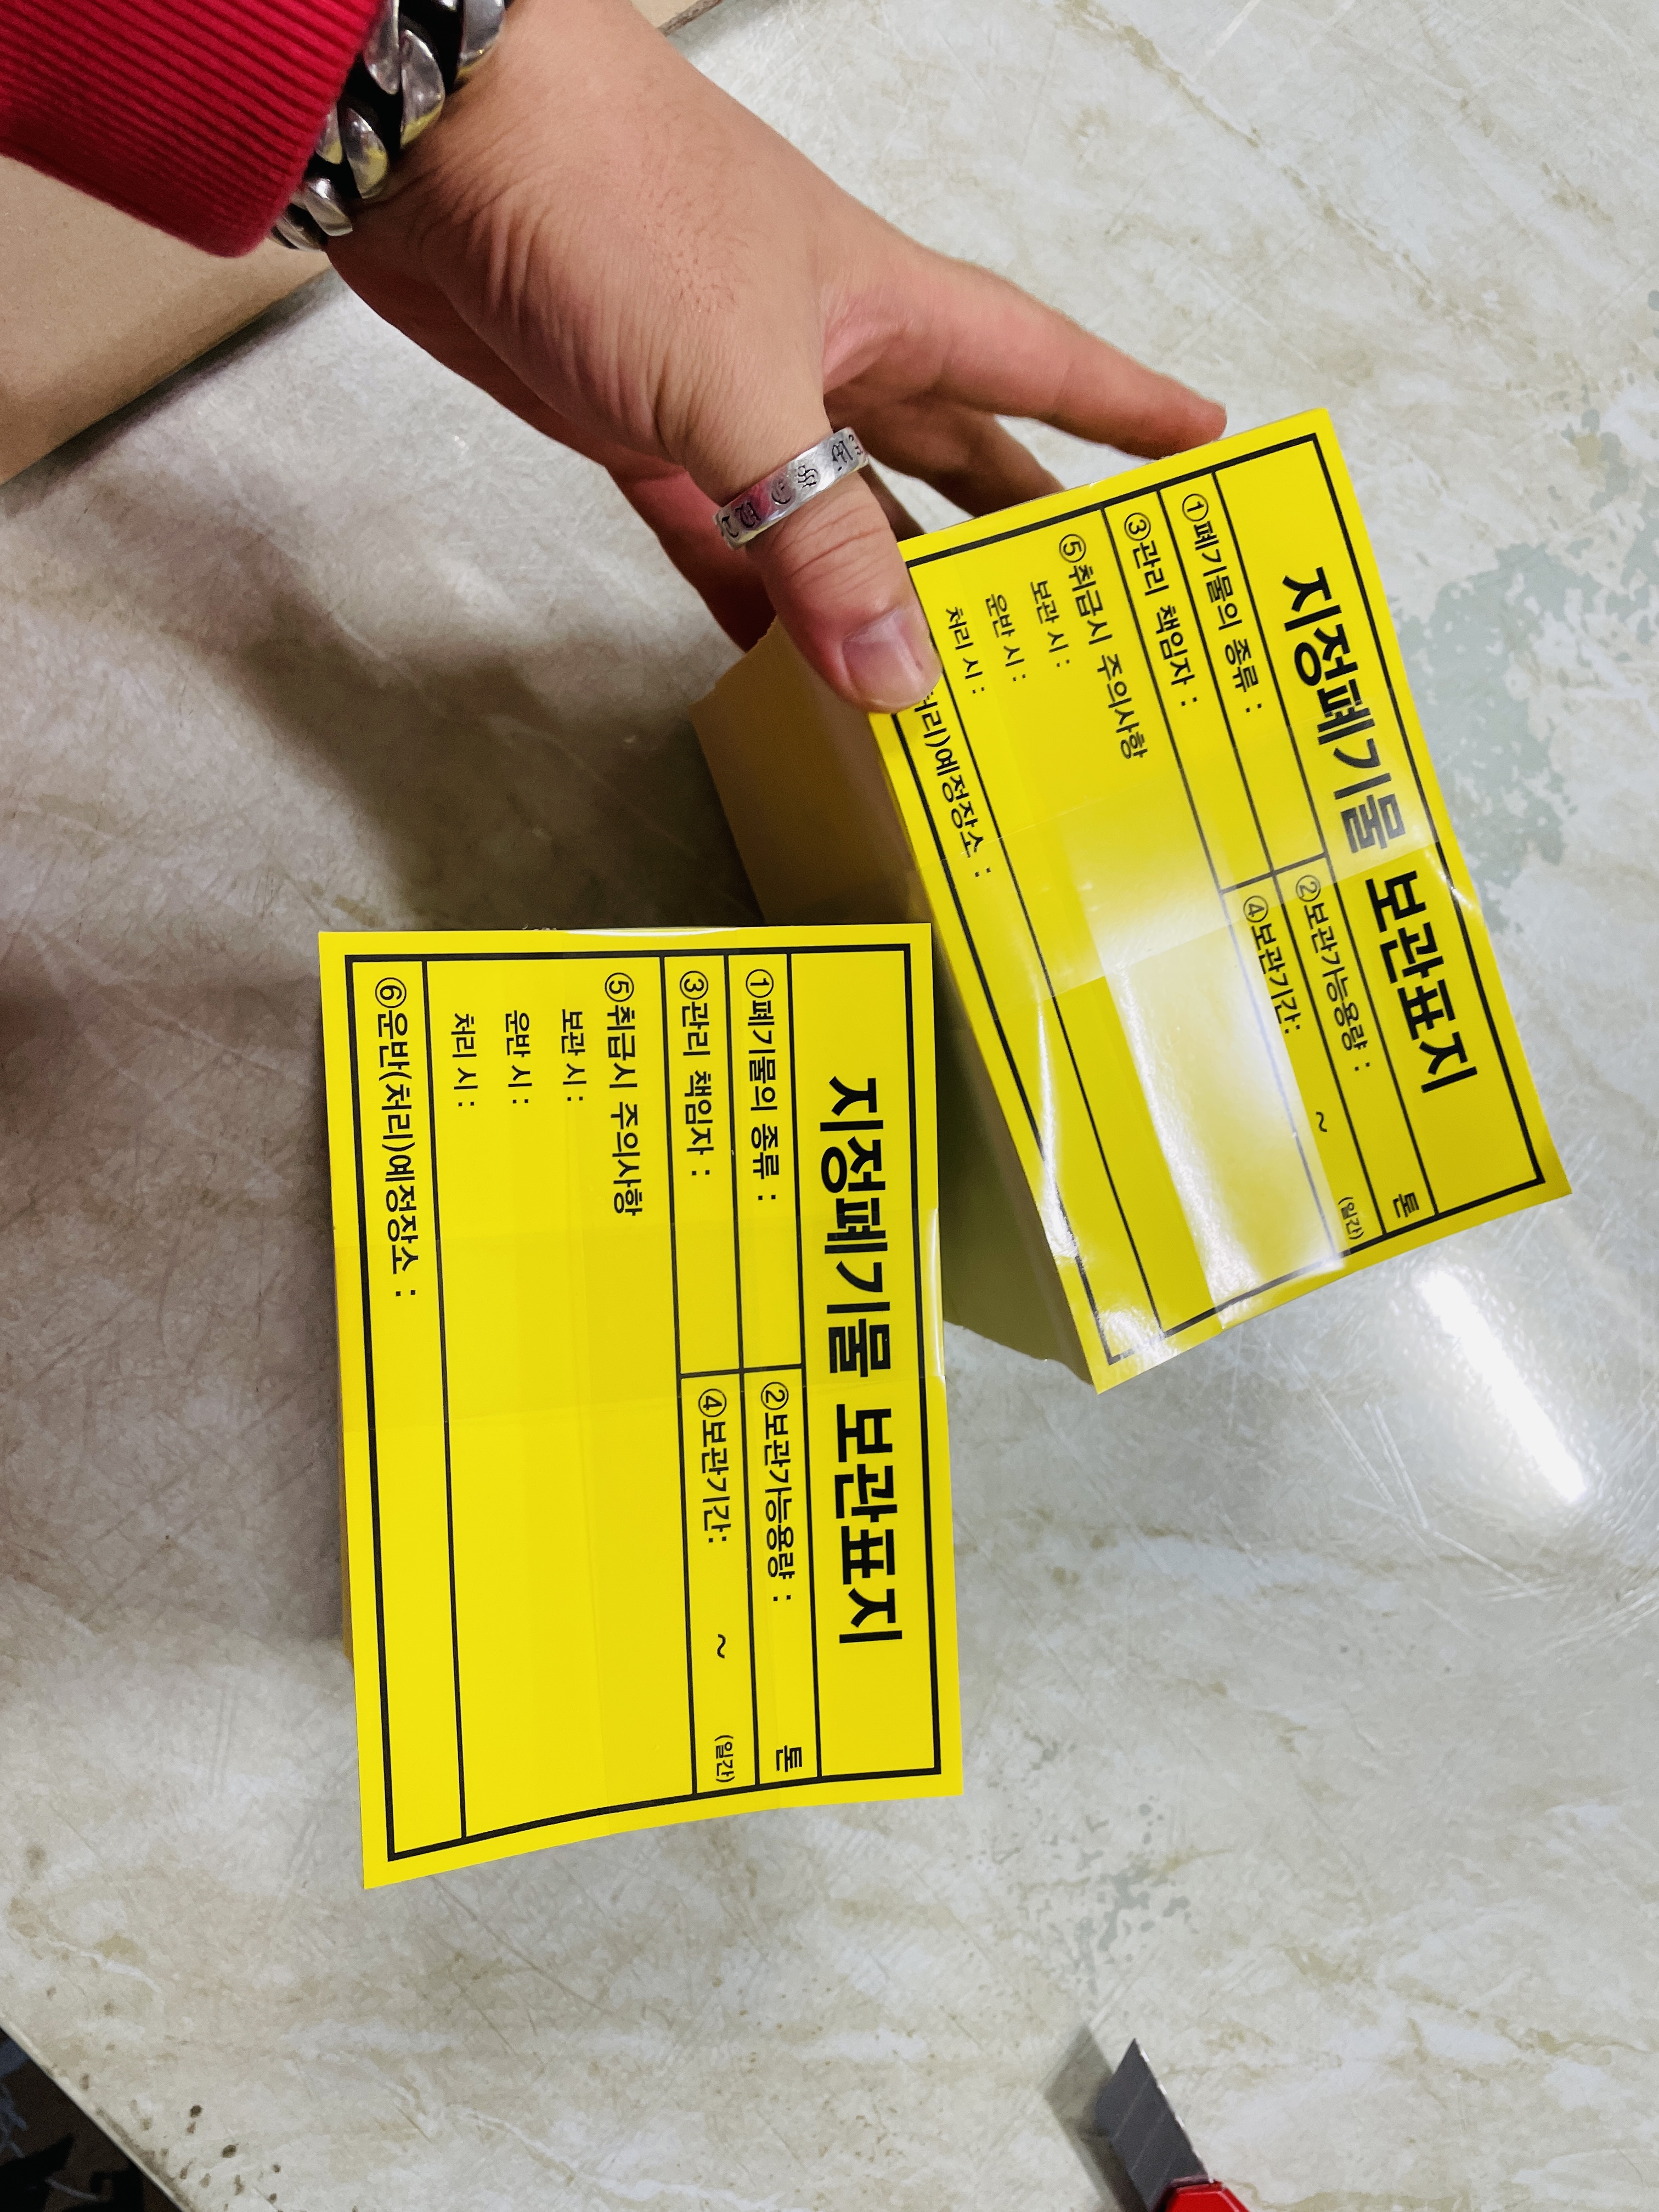 지정폐기물 보관표지
①폐기물의 종류 : ②보관가능용량 : 톤
③관리 책임자 : ④보관기간: ~ (일간)
⑤취급시 주의사항
보관 시 :
운반 시 :
처리 시 :
⑥운반(처리)예정장소 :
지정폐기물 보관표지
①폐기물의 종류 : ②보관가능용량 : 톤
③관리 책임자 : ④보관기간: ~ (일간)
⑤취급시 주의사항
보관 시 :
운반 시 :
처리 시 :
처리)예정장소 :